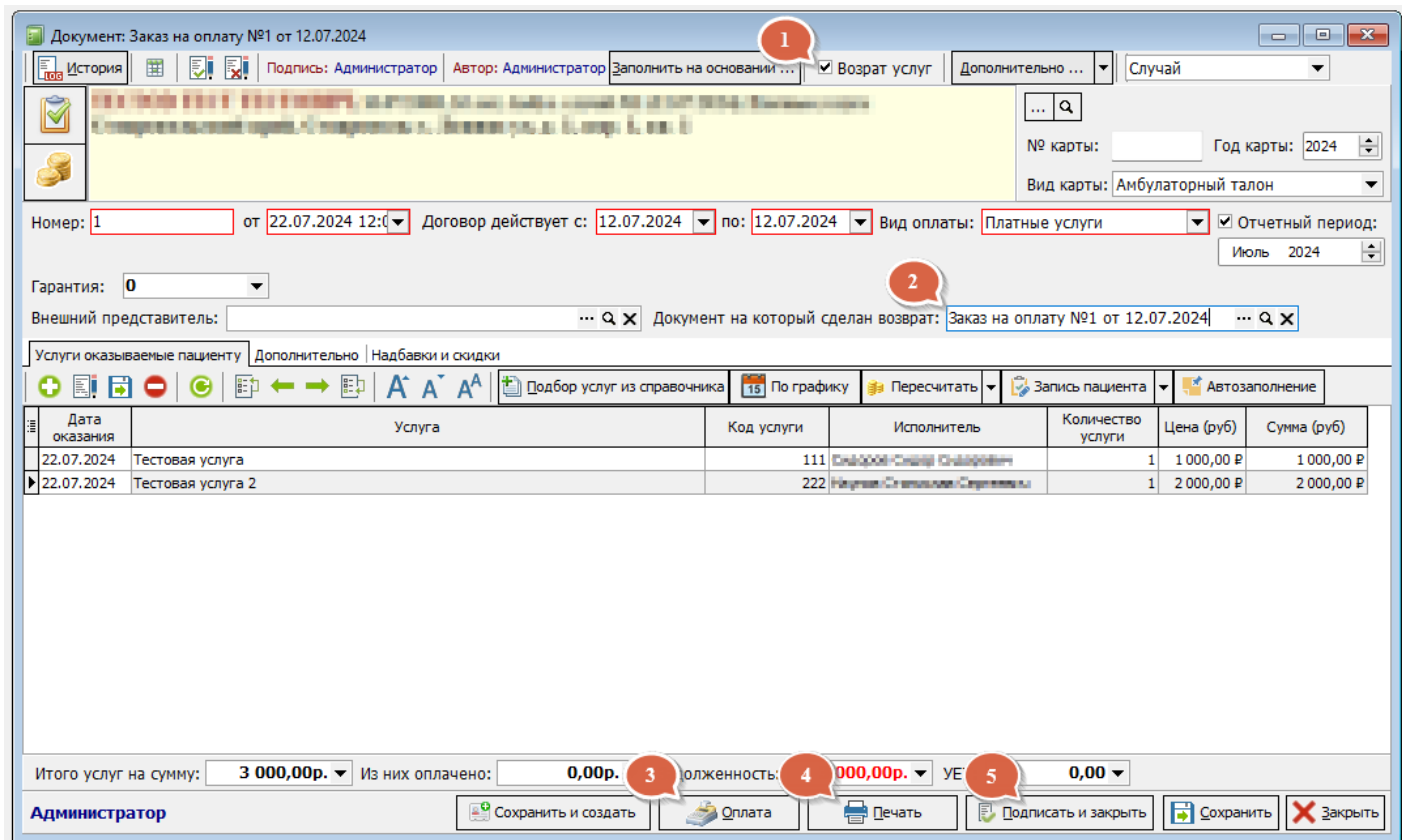 Документ: Заказ на оплату №1 от 12.07.2024
1
История Подпись: Администратор Автор: Администратор Заполнить на основании ... Возрат услуг Дополнительно ... Случай
№ карты: Год карты: 2024
Вид карты: Амбулаторный талон
Номер: 1 от 22.07.2024 12:0 Договор действует с: 12.07.2024 по: 12.07.2024 Вид оплаты: Платные услуги Отчетный период:
Июль 2024
Гарантия: 0
2
Внешний представитель: Документ на который сделан возврат: Заказ на оплату №1 от 12.07.2024
Услуги оказываемые пациенту Дополнительно Надбавки и скидки
Подбор услуг из справочника 15 По графику Пересчитать Запись пациента Автозаполнение
Дата оказания Услуга Код услуги Исполнитель Количество услуги Цена (руб) Сумма (руб)
22.07.2024 Тестовая услуга 111 1 1 000,00 ₽ 1 000,00 ₽
22.07.2024 Тестовая услуга 2 222 1 2 000,00 ₽ 2 000,00 ₽
Итого услуг на сумму: 3 000,00р. Из них оплачено: 0,00р. 3 4 000,00р. 5 0,00
Администратор Сохранить и создать Оплата Печать Подписать и закрыть Сохранить Закрыть